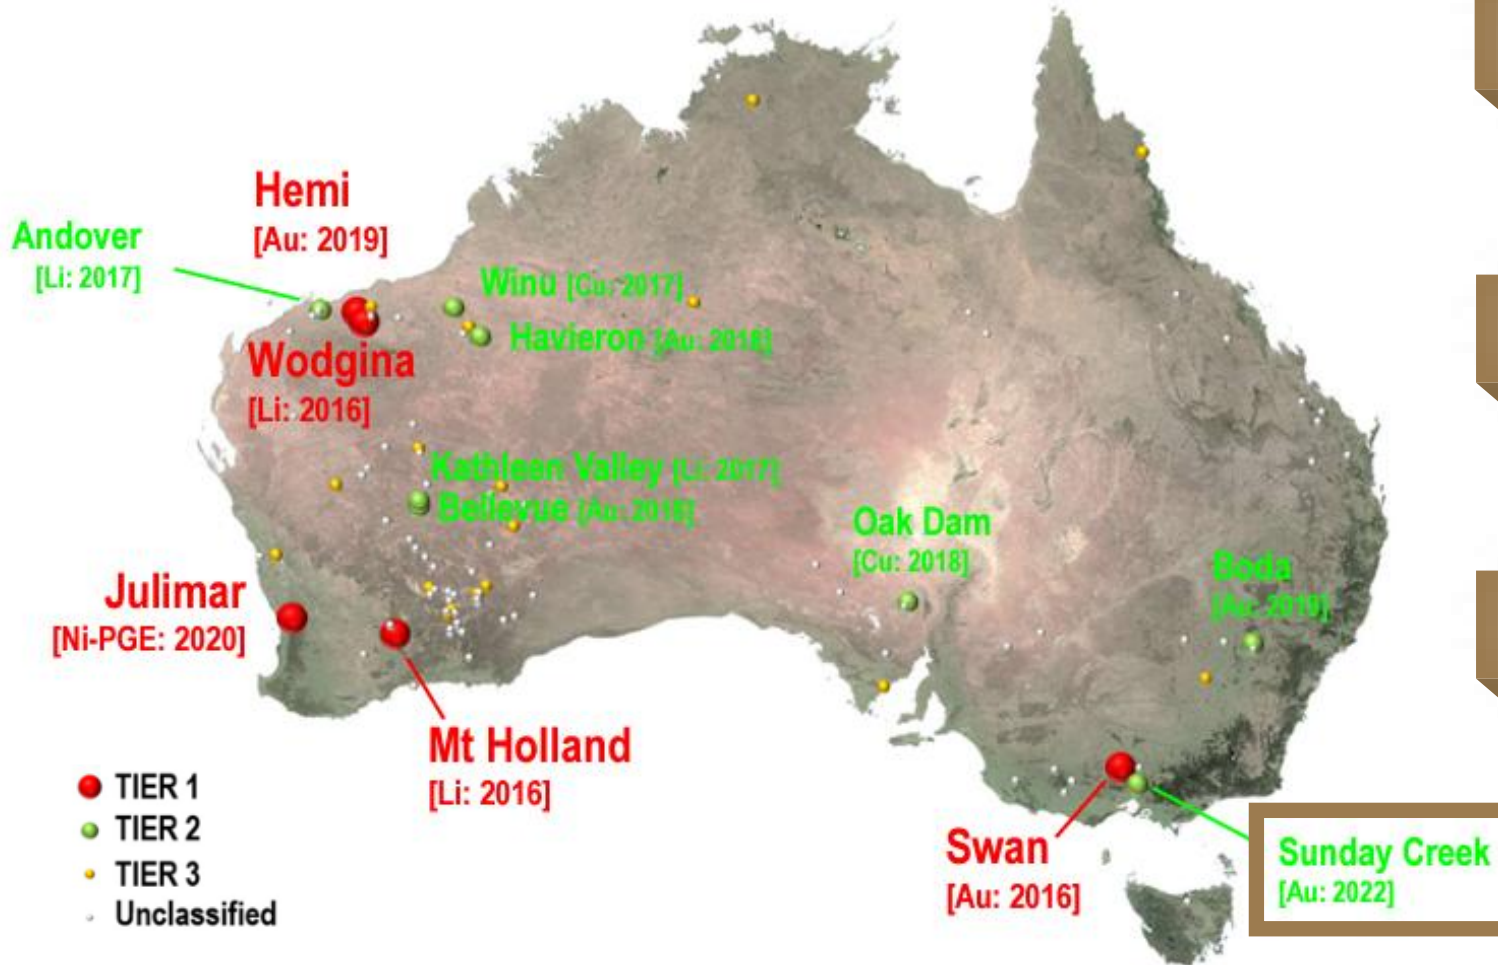 Hemi
[Au: 2019]
Andover
[Li: 2017]
Winu [Cu: 2017]
Havieron [Au: 2018]
Wodgina
[Li: 2016]
Kathleen Valley [Li: 2017]
Bellevue [Au: 2018]
Oak Dam
[Cu: 2018]
Boda
[Au: 2019]
Julimar
[Ni-PGE: 2020]
Mt Holland
[Li: 2016]
TIER 1
TIER 2
TIER 3
Unclassified
Swan
[Au: 2016]
Sunday Creek
[Au: 2022]